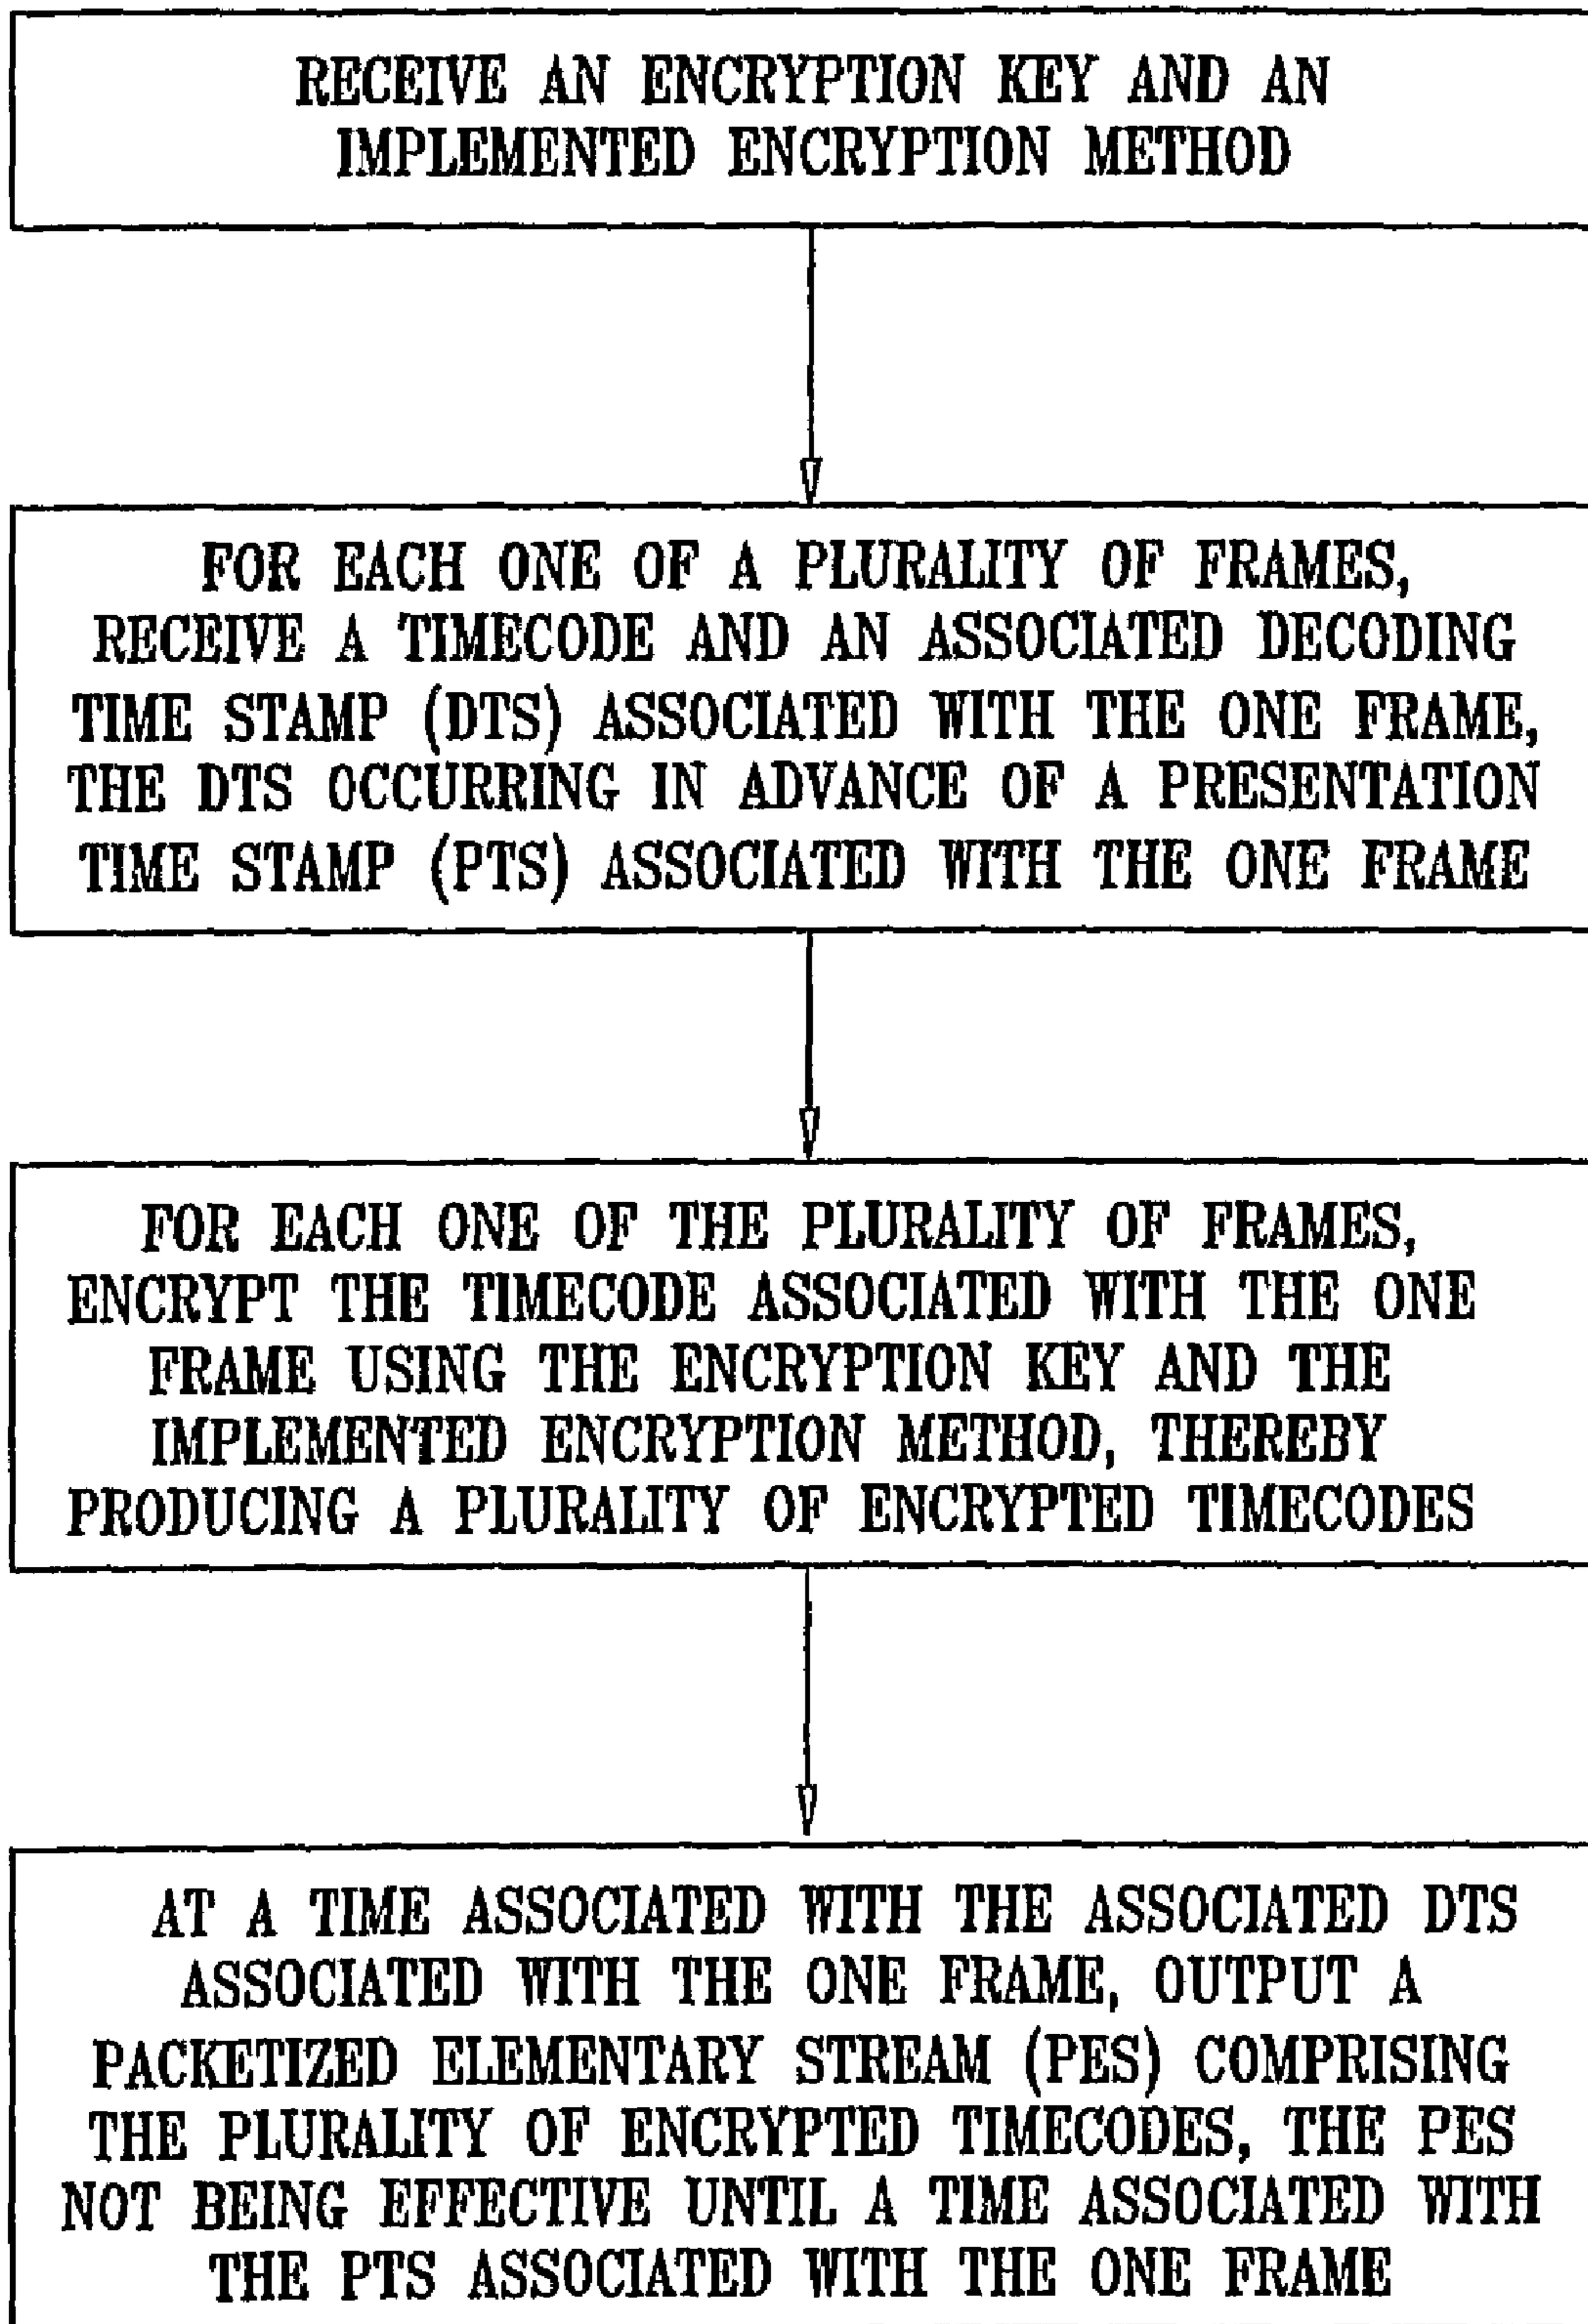 RECEIVE AN ENCRYPTION KEY AND AN
IMPLEMENTED ENCRYPTION METHOD
FOR EACH ONE OF A PLURALITY OF FRAMES,
RECEIVE A TIMECODE AND AN ASSOCIATED DECODING
TIME STAMP (DTS) ASSOCIATED WITH THE ONE FRAME,
THE DTS OCCURRING IN ADVANCE OF A PRESENTATION
TIME STAMP (PTS) ASSOCIATED WITH THE ONE FRAME
FOR EACH ONE OF THE PLURALITY OF FRAMES,
ENCRYPT THE TIMECODE ASSOCIATED WITH THE ONE
FRAME USING THE ENCRYPTION KEY AND THE
IMPLEMENTED ENCRYPTION METHOD, THEREBY
PRODUCING A PLURALITY OF ENCRYPTED TIMECODES
AT A TIME ASSOCIATED WITH THE ASSOCIATED DTS
ASSOCIATED WITH THE ONE FRAME, OUTPUT A
PACKETIZED ELEMENTARY STREAM (PES) COMPRISING
THE PLURALITY OF ENCRYPTED TIMECODES, THE PES
NOT BEING EFFECTIVE UNTIL A TIME ASSOCIATED WITH
THE PTS ASSOCIATED WITH THE ONE FRAME